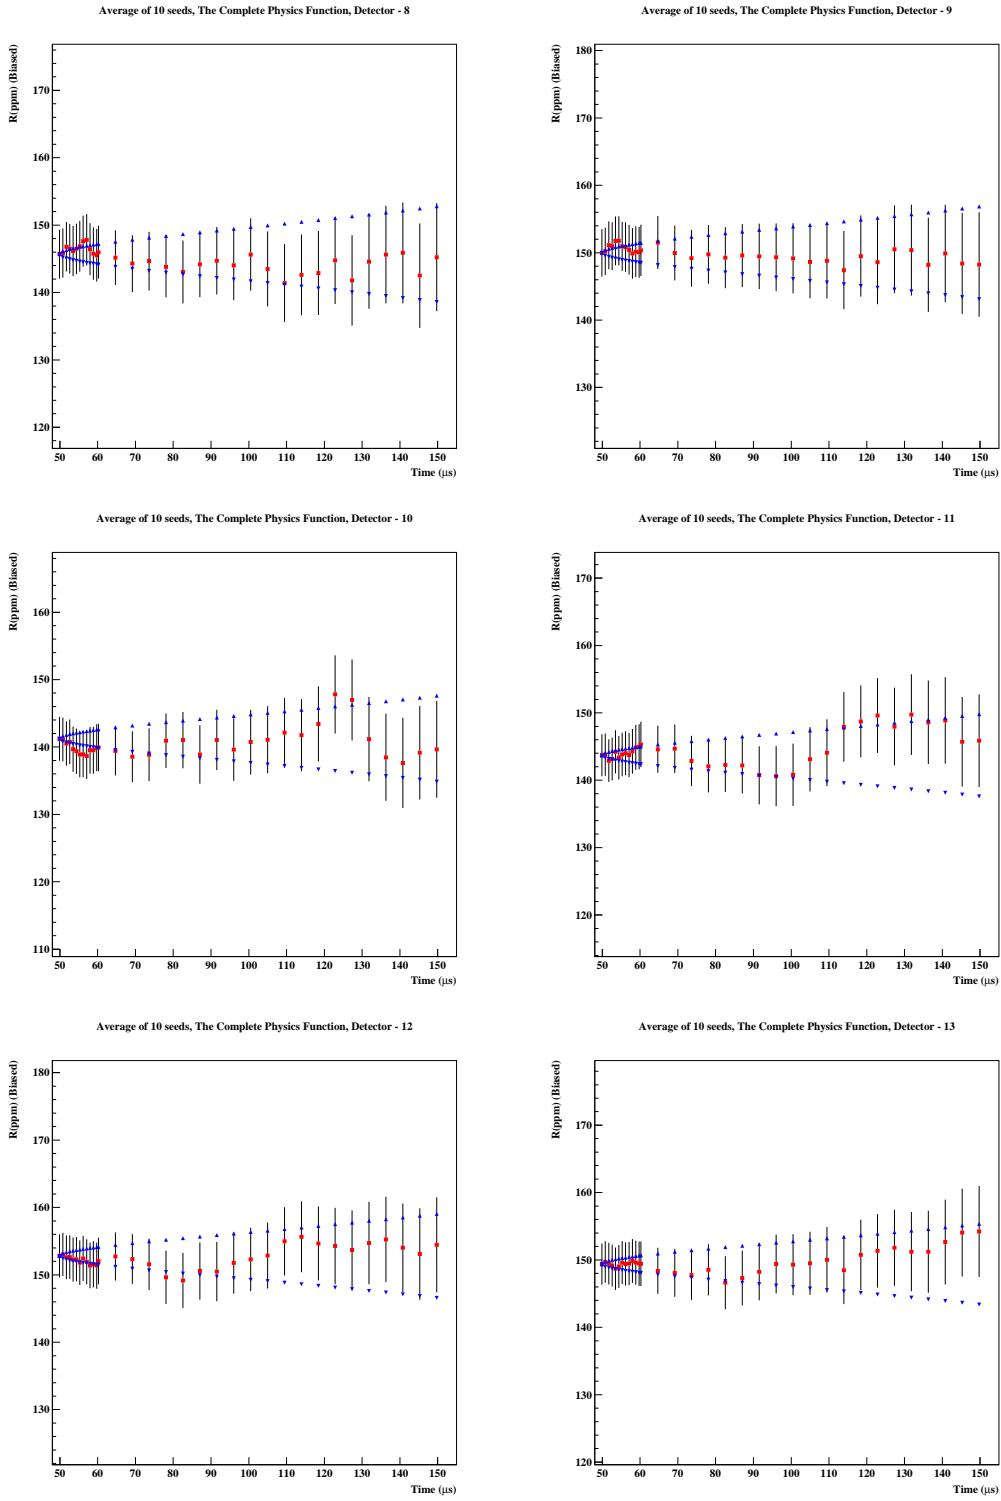 Average of 10 seeds, The Complete Physics Function, Detector - 8
R(ppm) (Biased)
170
160
150
140
130
120
50 60 70 80 90 100 110 120 130 140 150
Time (μs)
Average of 10 seeds, The Complete Physics Function, Detector - 9
R(ppm) (Biased)
180
170
160
150
140
130
50 60 70 80 90 100 110 120 130 140 150
Time (μs)
Average of 10 seeds, The Complete Physics Function, Detector - 10
R(ppm) (Biased)
160
150
140
130
120
110
50 60 70 80 90 100 110 120 130 140 150
Time (μs)
Average of 10 seeds, The Complete Physics Function, Detector - 11
R(ppm) (Biased)
170
160
150
140
130
120
50 60 70 80 90 100 110 120 130 140 150
Time (μs)
Average of 10 seeds, The Complete Physics Function, Detector - 12
R(ppm) (Biased)
180
170
160
150
140
130
50 60 70 80 90 100 110 120 130 140 150
Time (μs)
Average of 10 seeds, The Complete Physics Function, Detector - 13
R(ppm) (Biased)
170
160
150
140
130
120
50 60 70 80 90 100 110 120 130 140 150
Time (μs)